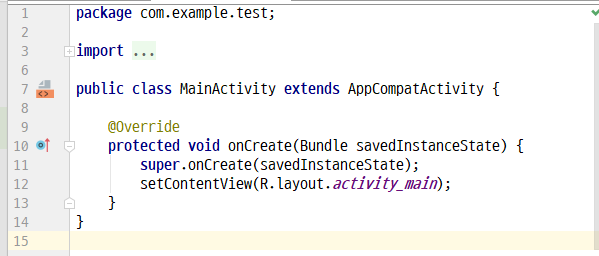 1 package com.example.test;
2
3 import ...
6
7 public class MainActivity extends AppCompatActivity {
8
9 @Override
10 protected void onCreate(Bundle savedInstanceState) {
11 super.onCreate(savedInstanceState);
12 setContentView(R.layout.activity_main);
13 }
14 }
15